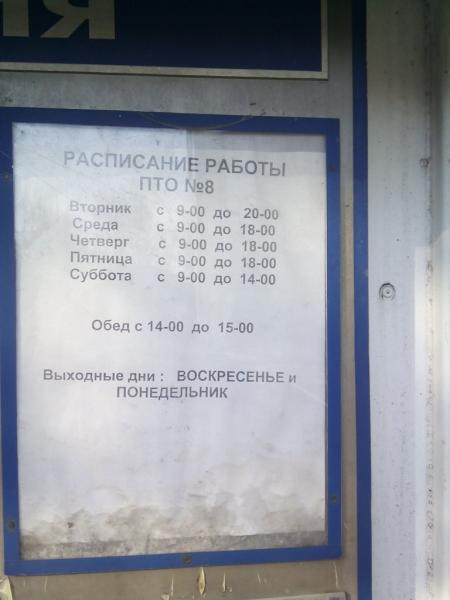 ИЯ
РАСПИСАНИЕ РАБОТЫ
ПТО №8
Вторник с 9-00 до 20-00
Среда с 9-00 до 18-00
Четверг с 9-00 до 18-00
Пятница с 9-00 до 18-00
Суббота с 9-00 до 14-00
Обед с 14-00 до 15-00
Выходные дни : ВОСКРЕСЕНЬЕ и
ПОНЕДЕЛЬНИК